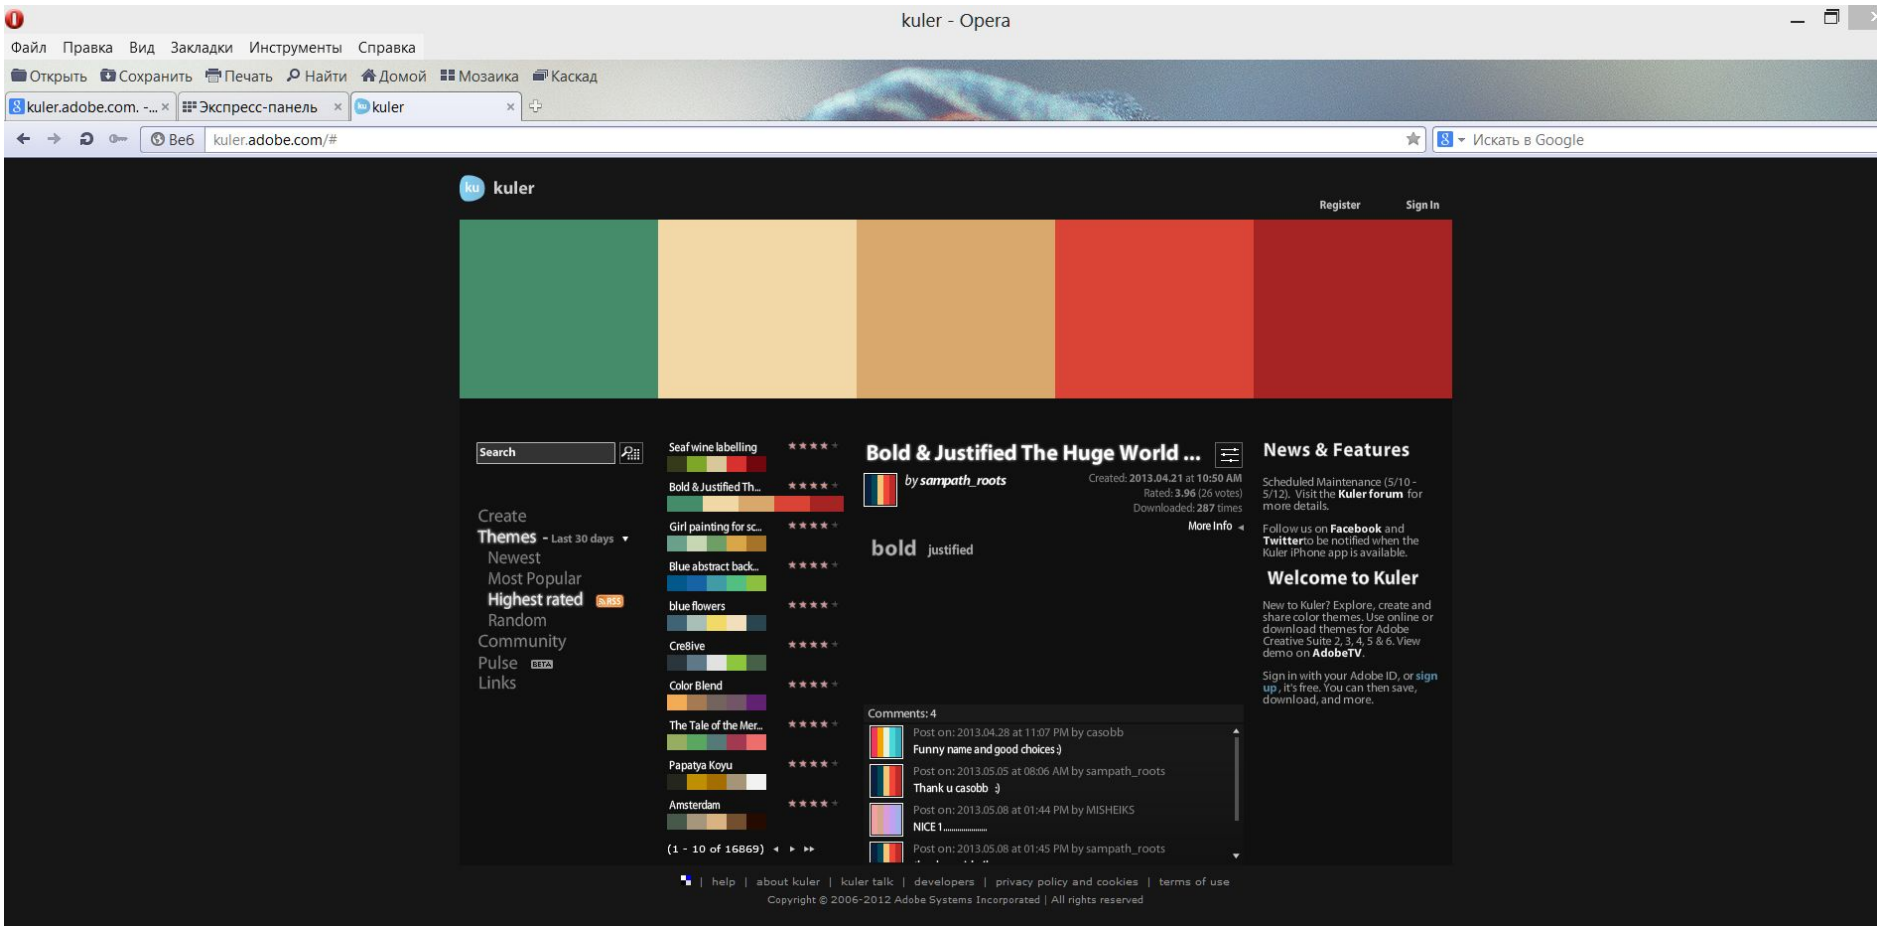 kuler - Opera
Файл Правка Вид Закладки Инструменты Справка
Открыть Сохранить Печать Найти Домой Мозаика Каскад
kuler.adobe.com. -... Экспресс-панель kuler
Веб kuler.adobe.com/# Искать в Google
ku kuler
Register Sign In
Search
Create
Themes - Last 30 days
Newest
Most Popular
Highest rated RSS
Random
Community
Pulse BETA
Links
Seaf wine labelling
Bold & Justified Th...
Girl painting for sc...
Blue abstract back...
blue flowers
Cre8ive
Color Blend
The Tale of the Mer...
Papatya Koyu
Amsterdam
(1 - 10 of 16869)
Bold & Justified The Huge World ...
by sampath_roots
Created: 2013.04.21 at 10:50 AM
Rated: 3.96 (26 votes)
Downloaded: 287 times
More Info
bold justified
Comments: 4
Post on: 2013.04.28 at 11:07 PM by casobb
Funny name and good choices :)
Post on: 2013.05.05 at 08:06 AM by sampath_roots
Thank u casobb :)
Post on: 2013.05.08 at 01:44 PM by MISHEIKS
NICE 1.....................
Post on: 2013.05.08 at 01:45 PM by sampath_roots
News & Features
Scheduled Maintenance (5/10 -
5/12). Visit the Kuler forum for
more details.
Follow us on Facebook and
Twitterto be notified when the
Kuler iPhone app is available.
Welcome to Kuler
New to Kuler? Explore, create and
share color themes. Use online or
download themes for Adobe
Creative Suite 2, 3, 4, 5 & 6. View
demo on AdobeTV.
Sign in with your Adobe ID, or sign
up, it's free. You can then save,
download, and more.
| help | about kuler | kuler talk | developers | privacy policy and cookies | terms of use
Copyright © 2006-2012 Adobe Systems Incorporated | All rights reserved